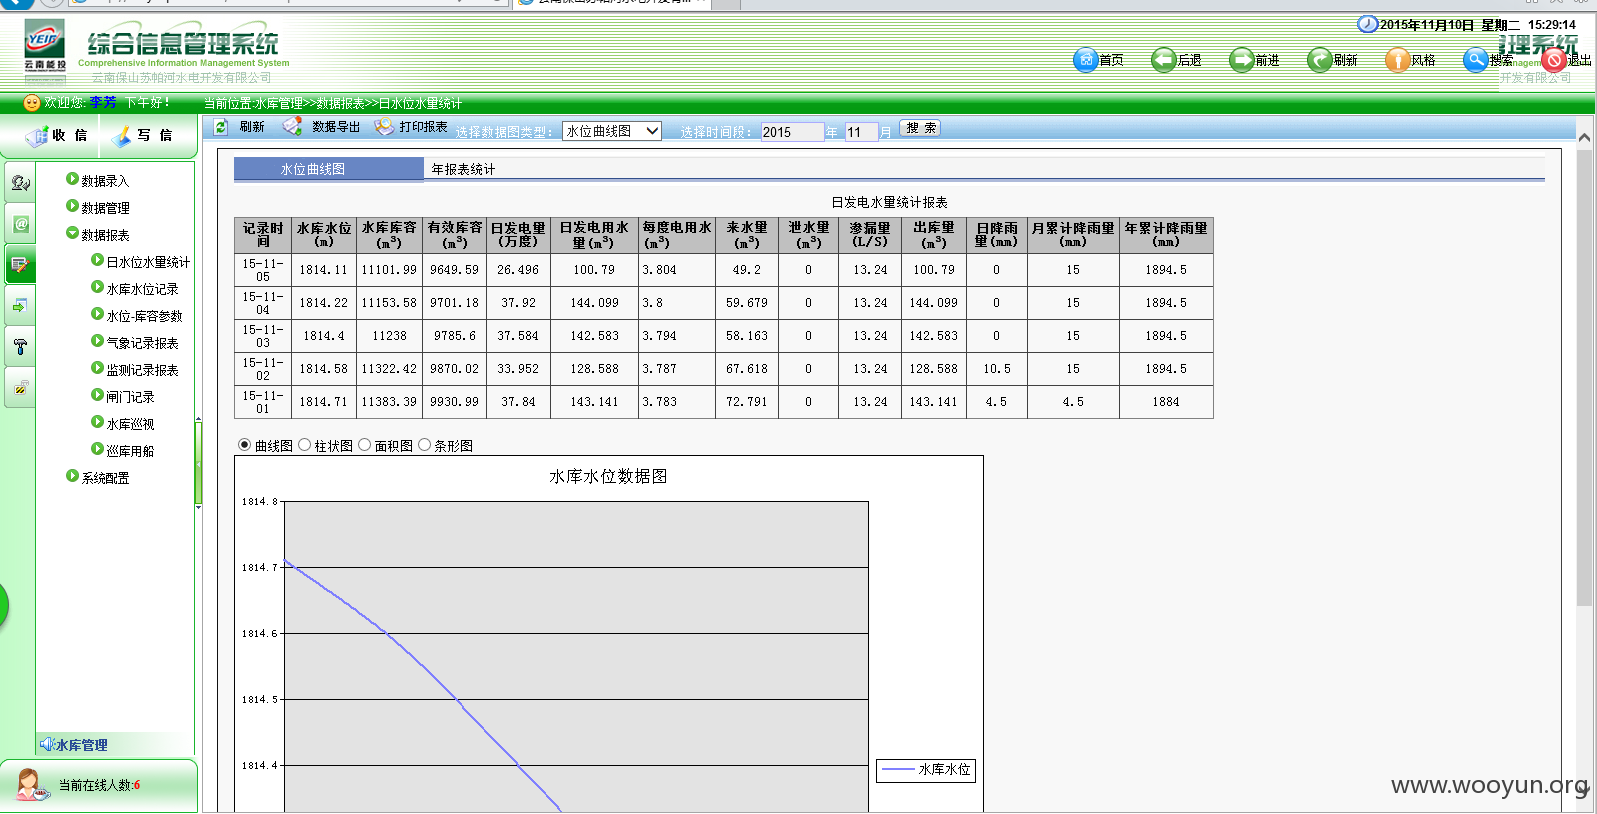 2015年11月10日 星期二 15:29:14
YEIG
云南能投
综合信息管理系统
Comprehensive Information Management System
云南保山苏帕河水电开发有限公司
首页 后退 前进 刷新 风格 搜索 退出
理系统
开发有限公司
欢迎您: 李芳 下午好!
当前位置:水库管理>>数据报表>>日水位水量统计
收 信 写 信
刷新 数据导出 打印报表 选择数据图类型: 水位曲线图 选择时间段: 2015 年 11 月 搜 索
数据录入
数据管理
数据报表
日水位水量统计
水库水位记录
水位-库容参数
气象记录报表
监测记录报表
闸门记录
水库巡视
巡库用船
系统配置
水库管理
当前在线人数:6
水位曲线图 年报表统计
日发电水量统计报表
记录时间 水库水位(m) 水库库容(m³) 有效库容(m³) 日发电量(万度) 日发电用水量(m³) 每度电用水(m³) 来水量(m³) 泄水量(m³) 渗漏量(L/S) 出库量(m³) 日降雨量(mm) 月累计降雨量(mm) 年累计降雨量(mm)
15-11-05 1814.11 11101.99 9649.59 26.496 100.79 3.804 49.2 0 13.24 100.79 0 15 1894.5
15-11-04 1814.22 11153.58 9701.18 37.92 144.099 3.8 59.679 0 13.24 144.099 0 15 1894.5
15-11-03 1814.4 11238 9785.6 37.584 142.583 3.794 58.163 0 13.24 142.583 0 15 1894.5
15-11-02 1814.58 11322.42 9870.02 33.952 128.588 3.787 67.618 0 13.24 128.588 10.5 15 1894.5
15-11-01 1814.71 11383.39 9930.99 37.84 143.141 3.783 72.791 0 13.24 143.141 4.5 4.5 1884
曲线图 柱状图 面积图 条形图
水库水位数据图
1814.8
1814.7
1814.6
1814.5
1814.4
水库水位
www.wooyun.org